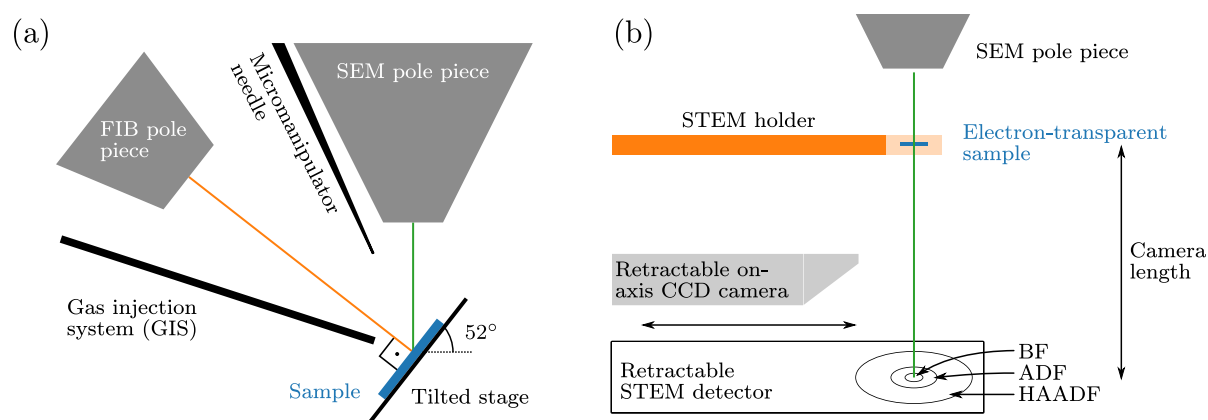 (a)
FIB pole
piece
Micromanipulator
needle
SEM pole piece
Gas injection
system (GIS)
52°
Sample
Tilted stage
(b)
SEM pole piece
STEM holder
Electron-transparent
sample
Retractable on-
axis CCD camera
Camera
length
Retractable
STEM detector
BF
ADF
HAADF